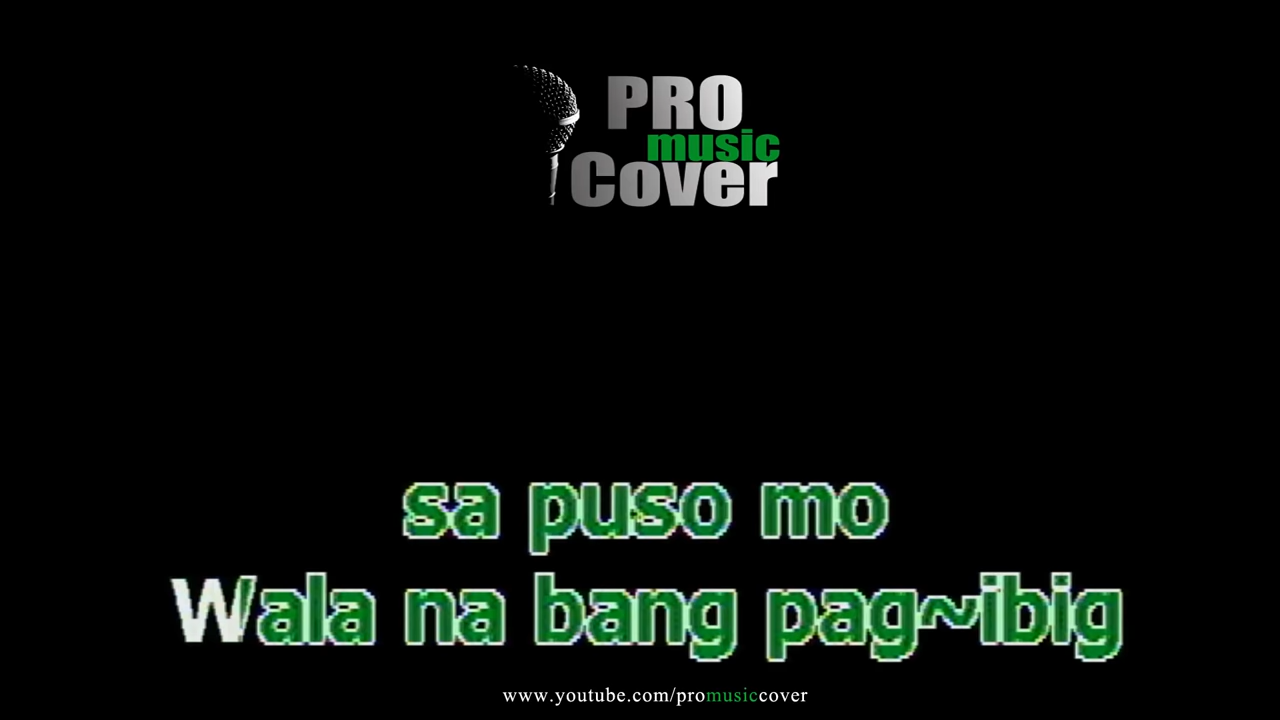 PRO
music
Cover
sa puso mo
Wala na bang pag~ibig
www.youtube.com/promusiccover